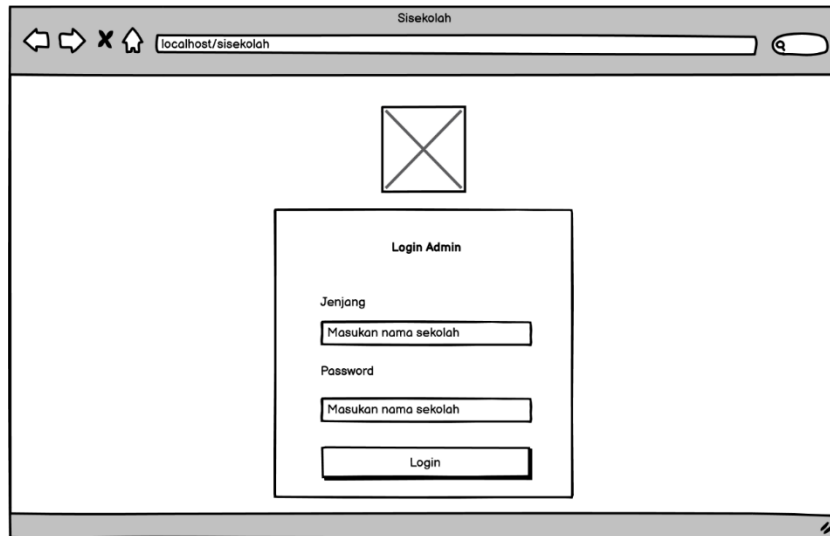 Sisekolah
localhost/sisekolah
Login Admin
Jenjang
Masukan nama sekolah
Password
Masukan nama sekolah
Login